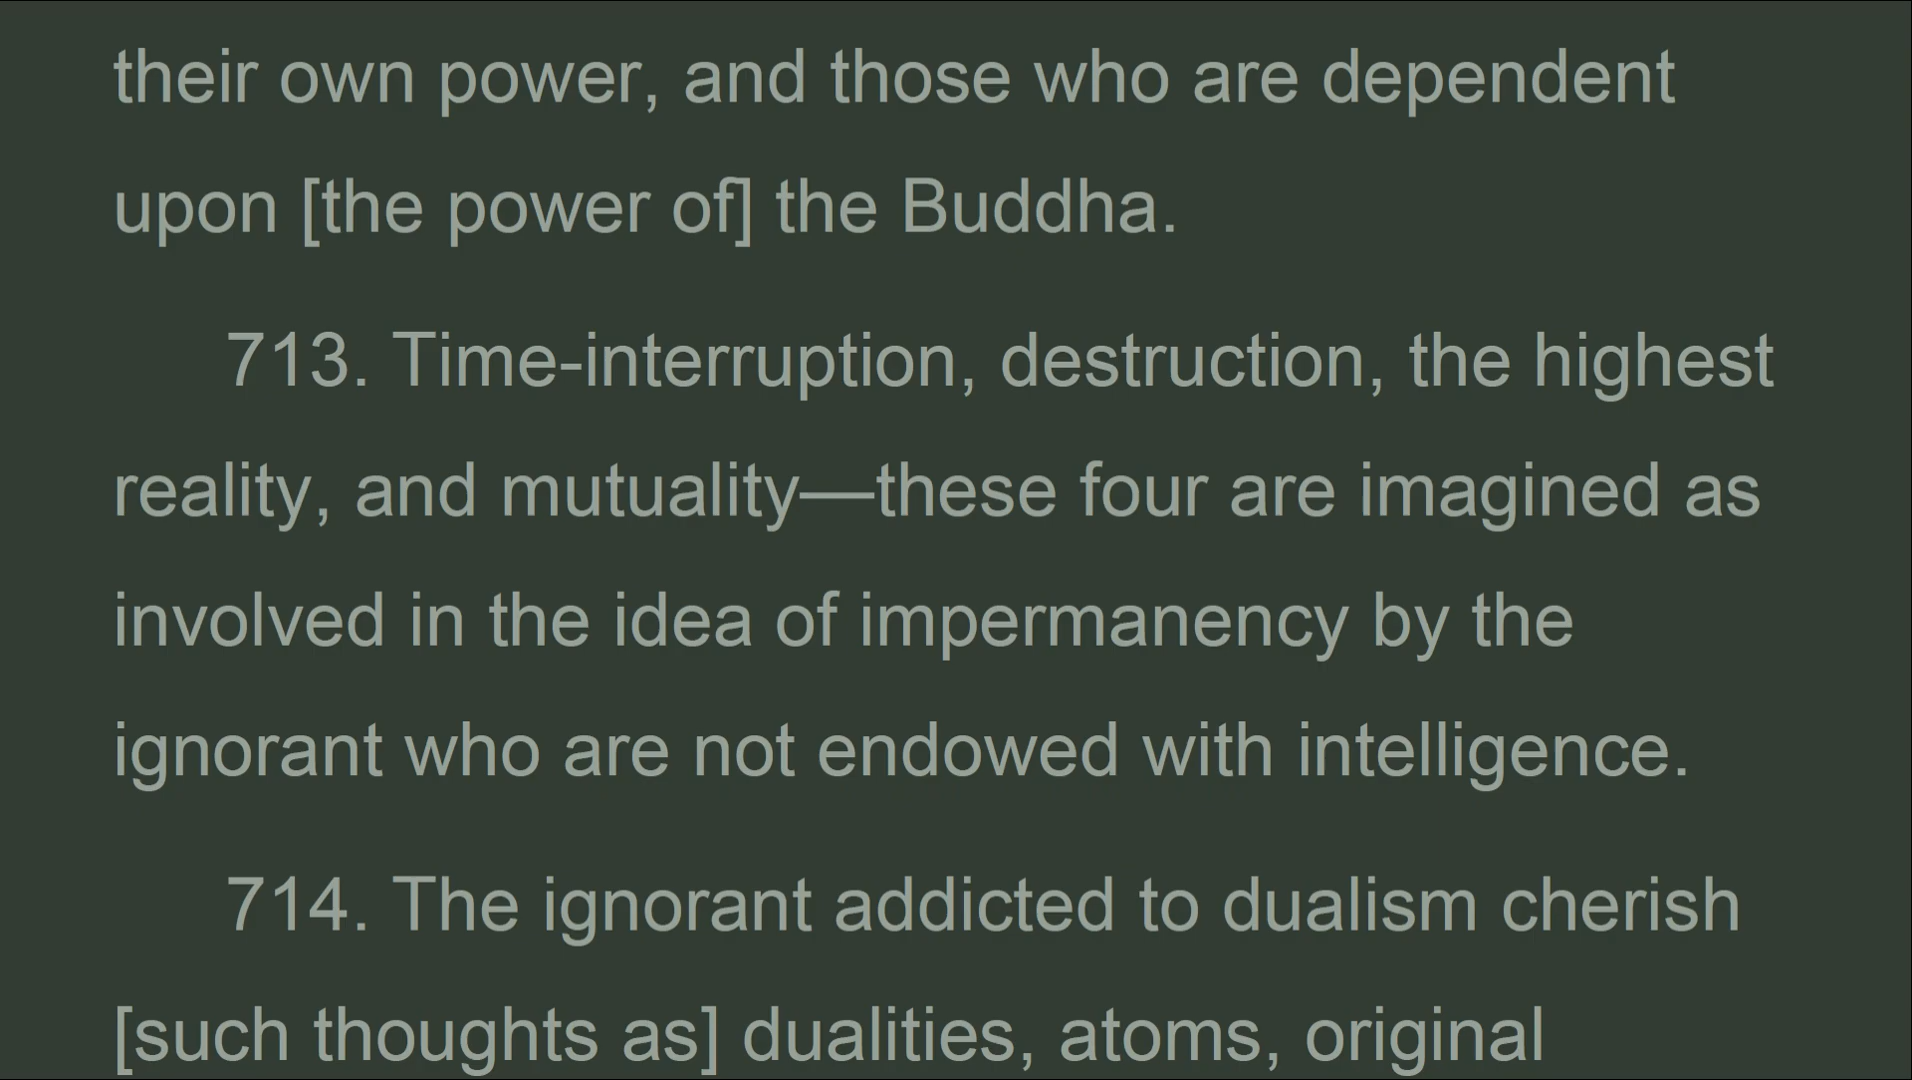 their own power, and those who are dependent
upon [the power of] the Buddha.
713. Time-interruption, destruction, the highest
reality, and mutuality—these four are imagined as
involved in the idea of impermanency by the
ignorant who are not endowed with intelligence.
714. The ignorant addicted to dualism cherish
[such thoughts as] dualities, atoms, original